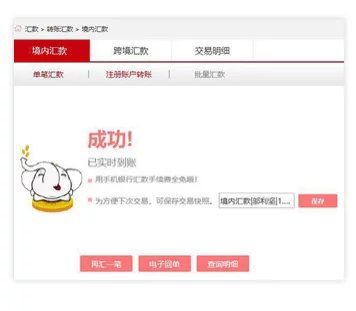 汇款 > 转账汇款 > 境内汇款
境内汇款 跨境汇款 交易明细
单笔汇款 | 注册账户转账 | 批量汇款
成功！
已实时到账
用手机银行汇款手续费全免啦！
为方便下次交易，可保存交易快照。 境内汇款|邬利坚|1.... 保存
再汇一笔 电子回单 查询明细